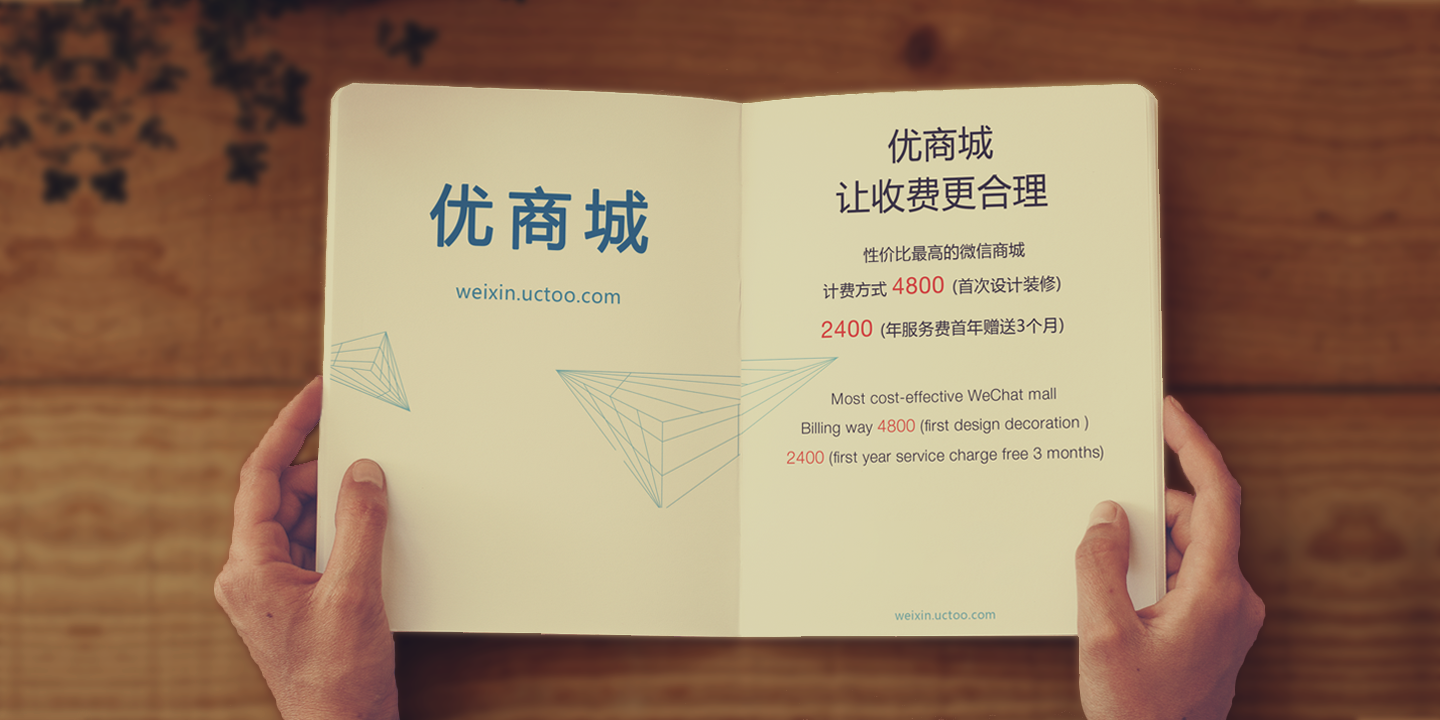 优商城
weixin.uctoo.com
优商城
让收费更合理
性价比最高的微信商城
计费方式 4800 (首次设计装修)
2400 (年服务费首年赠送3个月)
Most cost-effective WeChat mall
Billing way 4800 (first design decoration )
2400 (first year service charge free 3 months)
weixin.uctoo.com